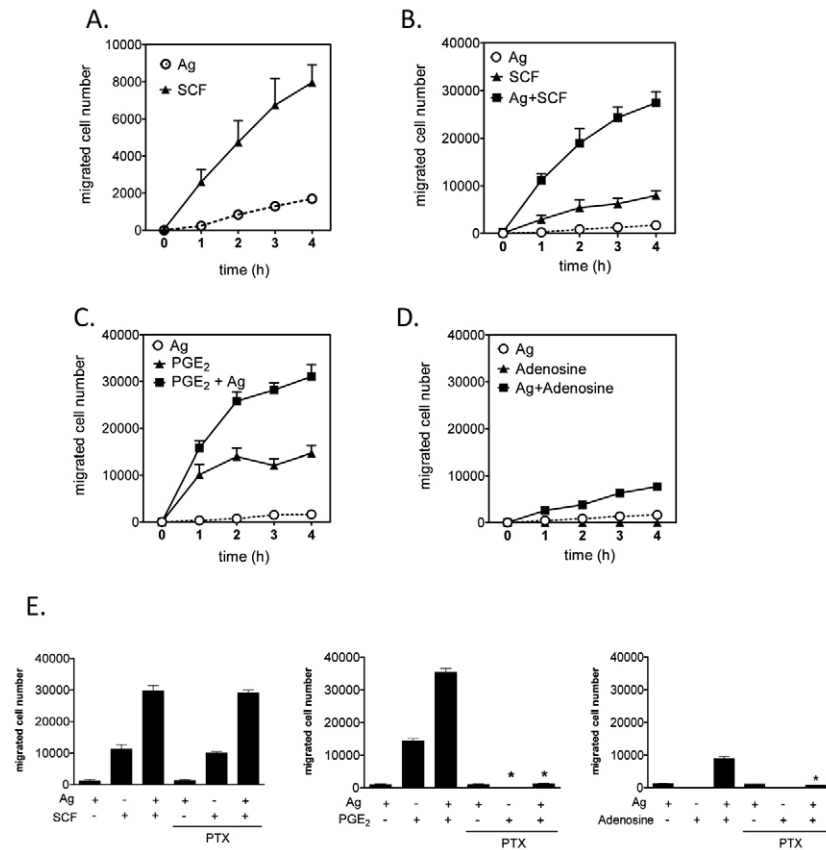 A.
10000
8000
6000
4000
2000
0
migrated cell number
Ag
SCF
0 1 2 3 4
time (h)
B.
40000
30000
20000
10000
0
migrated cell number
Ag
SCF
Ag+SCF
0 1 2 3 4
time (h)
C.
40000
30000
20000
10000
0
migrated cell number
Ag
PGE₂
PGE₂ + Ag
0 1 2 3 4
time (h)
D.
40000
30000
20000
10000
0
migrated cell nuber
Ag
Adenosine
Ag+Adenosine
0 1 2 3 4
time (h)
E.
40000
30000
20000
10000
0
migrated cell number
Ag + - + + - +
SCF - + + - + +
PTX
40000
30000
20000
10000
0
migrated cell number
* *
Ag + - + + - +
PGE₂ - + + - + +
PTX
40000
30000
20000
10000
0
migrated cell number
*
Ag + - + + - +
Adenosine - + + - + +
PTX